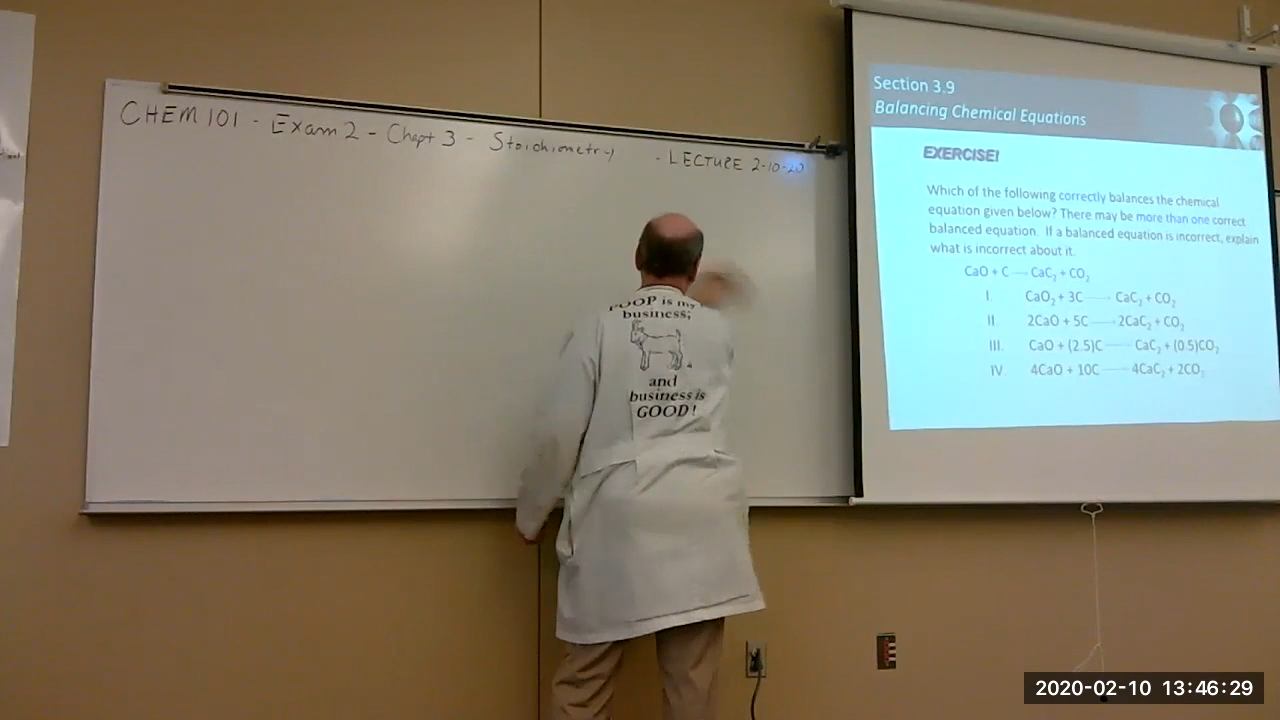 CHEM 101 - Exam 2 - Chapt 3 - Stoichiometry - LECTURE 2-10-20
POOP is my
business;
and
business is
GOOD!
Section 3.9
Balancing Chemical Equations
EXERCISE!
Which of the following correctly balances the chemical
equation given below? There may be more than one correct
balanced equation. If a balanced equation is incorrect, explain
what is incorrect about it.
CaO + C → CaC₂ + CO₂
I. CaO₂ + 3C → CaC₂ + CO₂
II. 2CaO + 5C → 2CaC₂ + CO₂
III. CaO + (2.5)C → CaC₂ + (0.5)CO₂
IV. 4CaO + 10C → 4CaC₂ + 2CO₂
2020-02-10 13:46:29